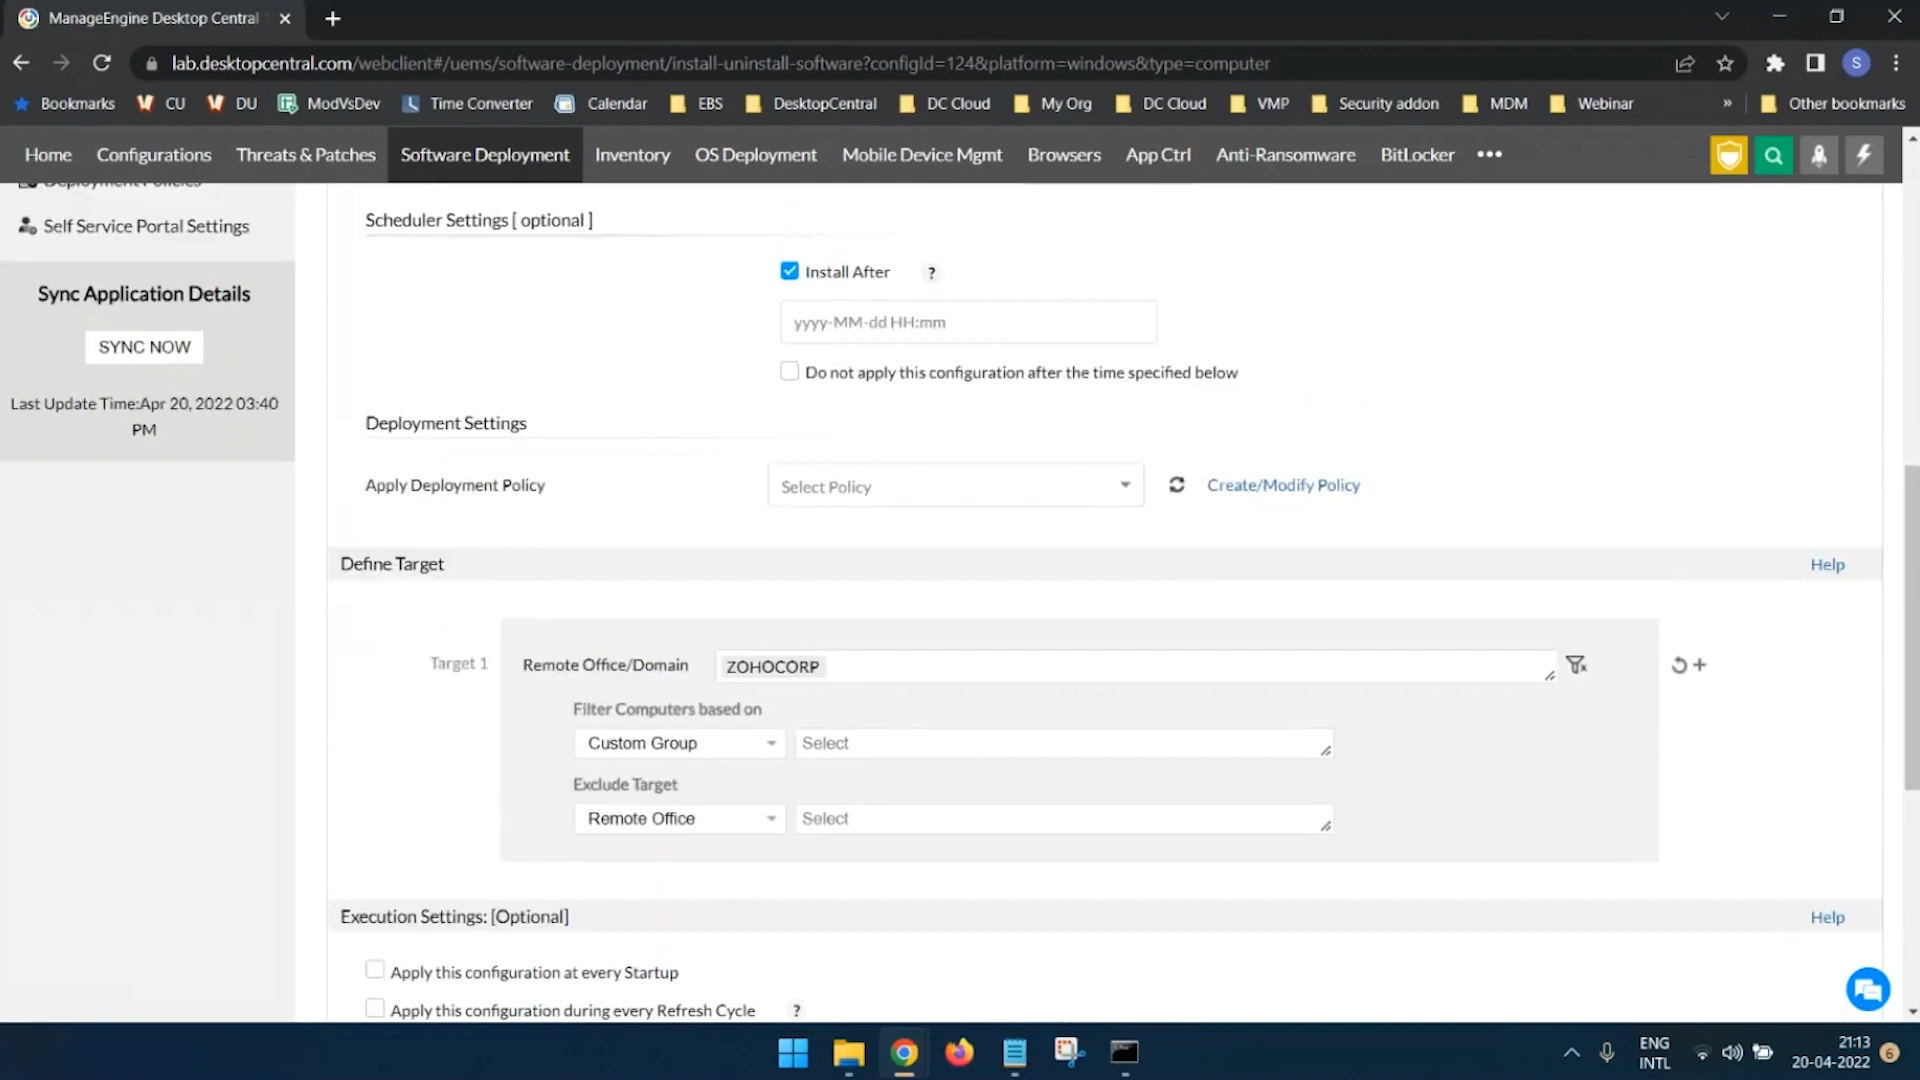 ManageEngine Desktop Central
lab.desktopcentral.com/webclient#/uems/software-deployment/install-uninstall-software?configId=124&platform=windows&type=computer
S
Bookmarks CU DU ModVsDev Time Converter Calendar EBS DesktopCentral DC Cloud My Org DC Cloud VMP Security addon MDM Webinar » Other bookmarks
Home Configurations Threats & Patches Software Deployment Inventory OS Deployment Mobile Device Mgmt Browsers App Ctrl Anti-Ransomware BitLocker •••
Deployment Policies
Self Service Portal Settings
Sync Application Details
SYNC NOW
Last Update Time:Apr 20, 2022 03:40
PM
Scheduler Settings [ optional ]
Install After ?
yyyy-MM-dd HH:mm
Do not apply this configuration after the time specified below
Deployment Settings
Apply Deployment Policy Select Policy Create/Modify Policy
Define Target Help
Target 1 Remote Office/Domain ZOHOCORP
Filter Computers based on
Custom Group Select
Exclude Target
Remote Office Select
Execution Settings: [Optional] Help
Apply this configuration at every Startup
Apply this configuration during every Refresh Cycle ?
ENG
INTL
21:13
20-04-2022
6